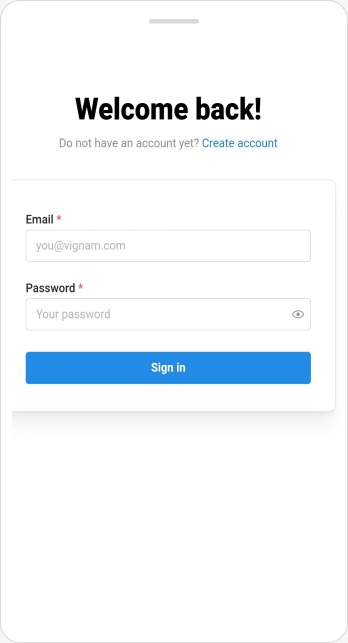 Welcome back!
Do not have an account yet? Create account
Email *
you@vignam.com
Password *
Your password
Sign in